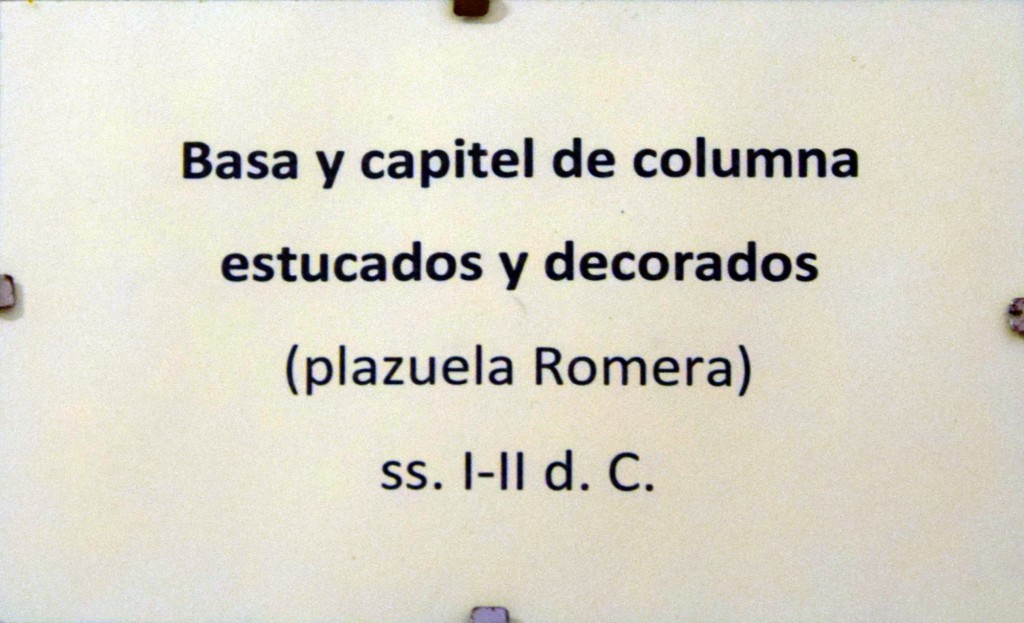 Basa y capitel de columna
estucados y decorados
(plazuela Romera)
ss. I-II d. C.